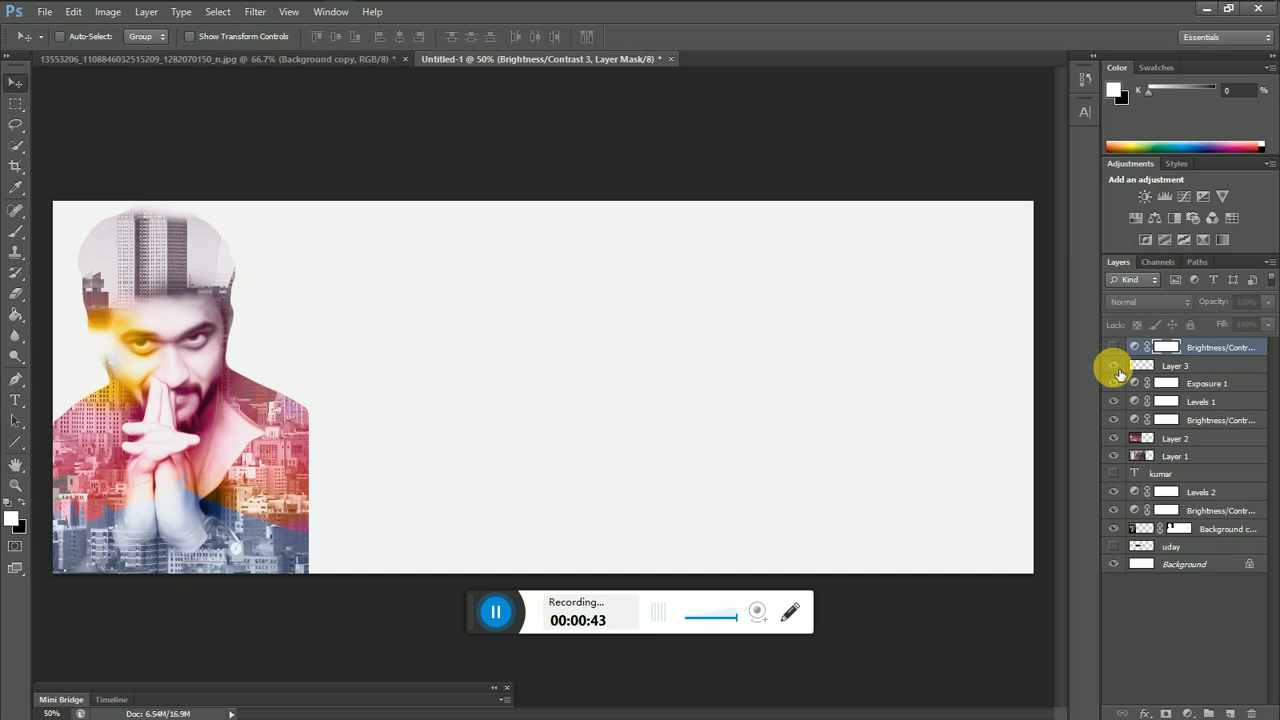 Ps File Edit Image Layer Type Select Filter View Window Help
Auto-Select: Group Show Transform Controls Essentials
13553206_1108846032515209_1282070150_n.jpg @ 66.7% (Background copy, RGB/8) * × Untitled-1 @ 50% (Brightness/Contrast 3, Layer Mask/8) * ×
Color Swatches
K 0 %
A|
Adjustments Styles
Add an adjustment
Layers Channels Paths
Kind
Normal Opacity: 100%
Lock: Fill: 100%
Brightness/Contr...
Layer 3
Exposure 1
Levels 1
Brightness/Contr...
Layer 2
Layer 1
T kumar
Levels 2
Brightness/Contr...
Background c...
uday
Background
Recording...
00:00:43
Mini Bridge Timeline
50% Doc: 6.54M/16.9M
fx